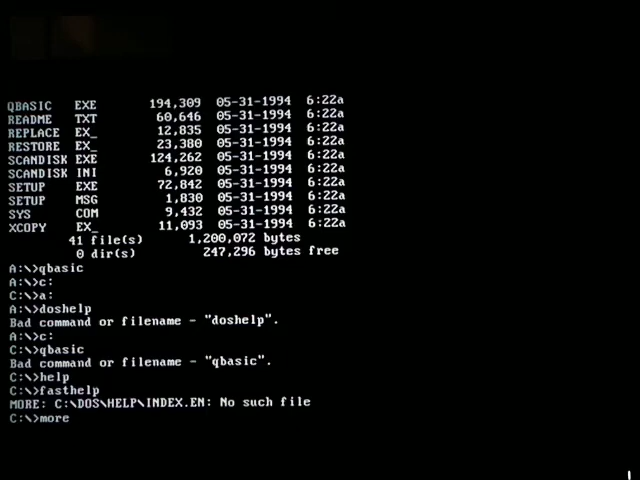 QBASIC   EXE       194,309  05-31-1994  6:22a
README   TXT        60,646  05-31-1994  6:22a
REPLACE  EX_        12,835  05-31-1994  6:22a
RESTORE  EX_        23,380  05-31-1994  6:22a
SCANDISK EXE       124,262  05-31-1994  6:22a
SCANDISK INI         6,920  05-31-1994  6:22a
SETUP    EXE        72,842  05-31-1994  6:22a
SETUP    MSG         1,830  05-31-1994  6:22a
SYS      COM         9,432  05-31-1994  6:22a
XCOPY    EX_        11,093  05-31-1994  6:22a
41 file(s)      1,200,072 bytes
0 dir(s)         247,296 bytes free
A:\>qbasic
A:\>c:
C:\>a:
A:\>doshelp
Bad command or filename - "doshelp".
A:\>c:
C:\>qbasic
Bad command or filename - "qbasic".
C:\>help
C:\>fasthelp
MORE: C:\DOS\HELP\INDEX.EN: No such file
C:\>more